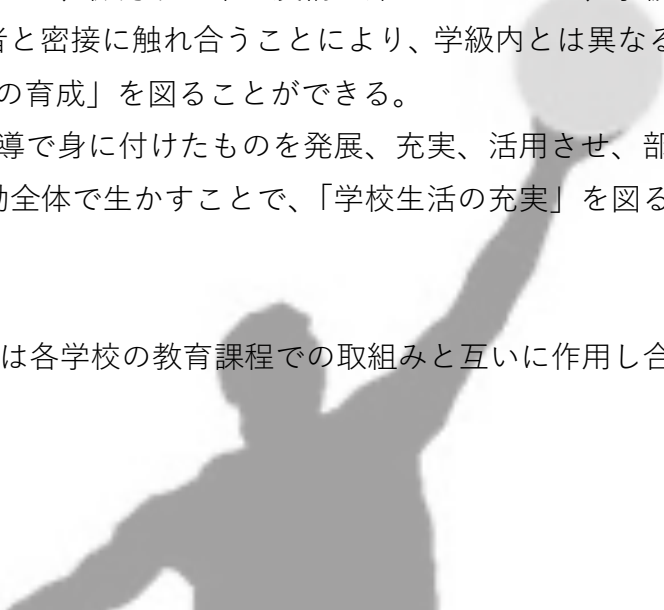 者と密接に触れ合うことにより、学級内とは異なる
の育成」を図ることができる。
導で身に付けたものを発展、充実、活用させ、部
動全体で生かすことで、「学校生活の充実」を図る
は各学校の教育課程での取組みと互いに作用し合